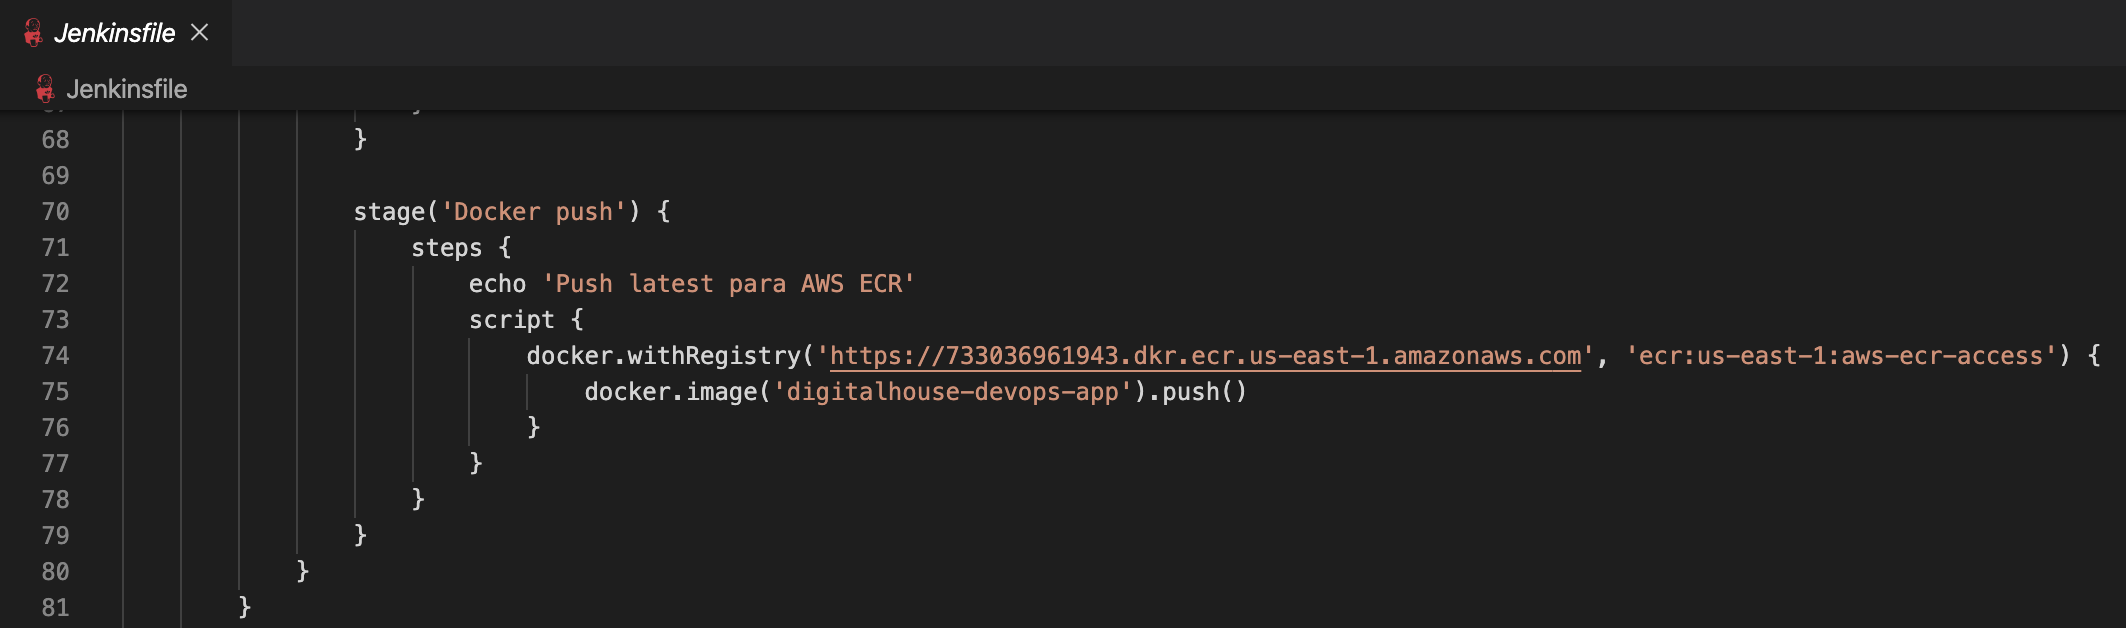 Jenkinsfile
Jenkinsfile
68 }
69
70 stage('Docker push') {
71 steps {
72 echo 'Push latest para AWS ECR'
73 script {
74 docker.withRegistry('https://733036961943.dkr.ecr.us-east-1.amazonaws.com', 'ecr:us-east-1:aws-ecr-access') {
75 docker.image('digitalhouse-devops-app').push()
76 }
77 }
78 }
79 }
80 }
81 }